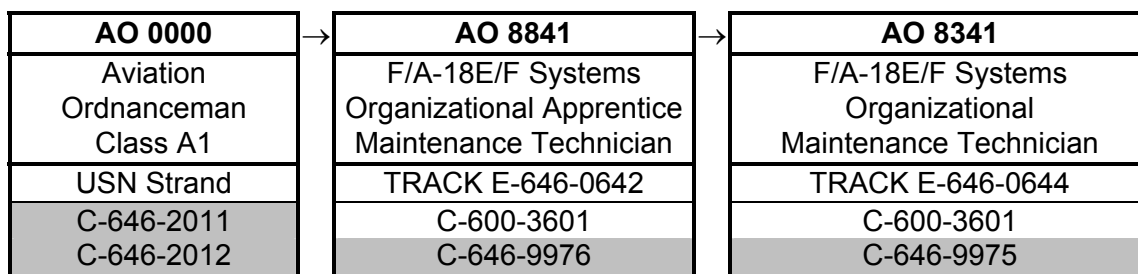 AO 0000
Aviation
Ordnanceman
Class A1
USN Strand
C-646-2011
C-646-2012
→
AO 8841
F/A-18E/F Systems
Organizational Apprentice
Maintenance Technician
TRACK E-646-0642
C-600-3601
C-646-9976
→
AO 8341
F/A-18E/F Systems
Organizational
Maintenance Technician
TRACK E-646-0644
C-600-3601
C-646-9975